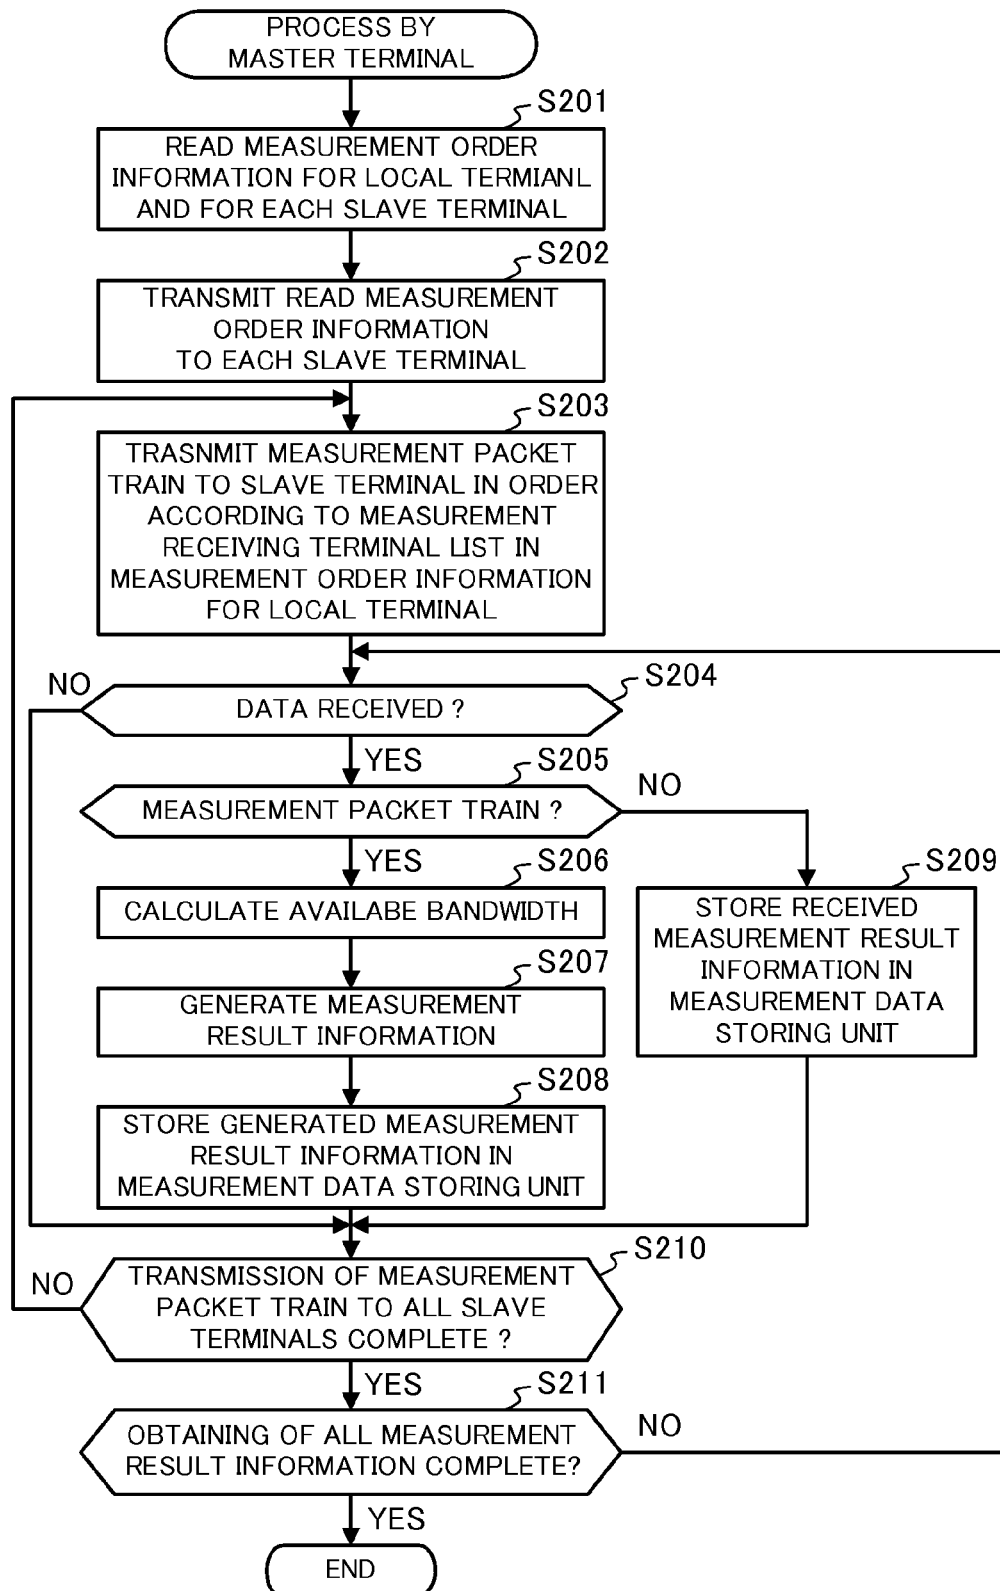 PROCESS BY
MASTER TERMINAL
S201
READ MEASUREMENT ORDER
INFORMATION FOR LOCAL TERMIANL
AND FOR EACH SLAVE TERMINAL
S202
TRANSMIT READ MEASUREMENT
ORDER INFORMATION
TO EACH SLAVE TERMINAL
S203
TRASNMIT MEASUREMENT PACKET
TRAIN TO SLAVE TERMINAL IN ORDER
ACCORDING TO MEASUREMENT
RECEIVING TERMINAL LIST IN
MEASUREMENT ORDER INFORMATION
FOR LOCAL TERMINAL
S204
NO
DATA RECEIVED ?
YES
S205
MEASUREMENT PACKET TRAIN ?
NO
YES
S206
CALCULATE AVAILABE BANDWIDTH
S207
GENERATE MEASUREMENT
RESULT INFORMATION
S208
STORE GENERATED MEASUREMENT
RESULT INFORMATION IN
MEASUREMENT DATA STORING UNIT
S209
STORE RECEIVED
MEASUREMENT RESULT
INFORMATION IN
MEASUREMENT DATA
STORING UNIT
S210
NO
TRANSMISSION OF MEASUREMENT
PACKET TRAIN TO ALL SLAVE
TERMINALS COMPLETE ?
YES
S211
OBTAINING OF ALL MEASUREMENT
RESULT INFORMATION COMPLETE?
NO
YES
END